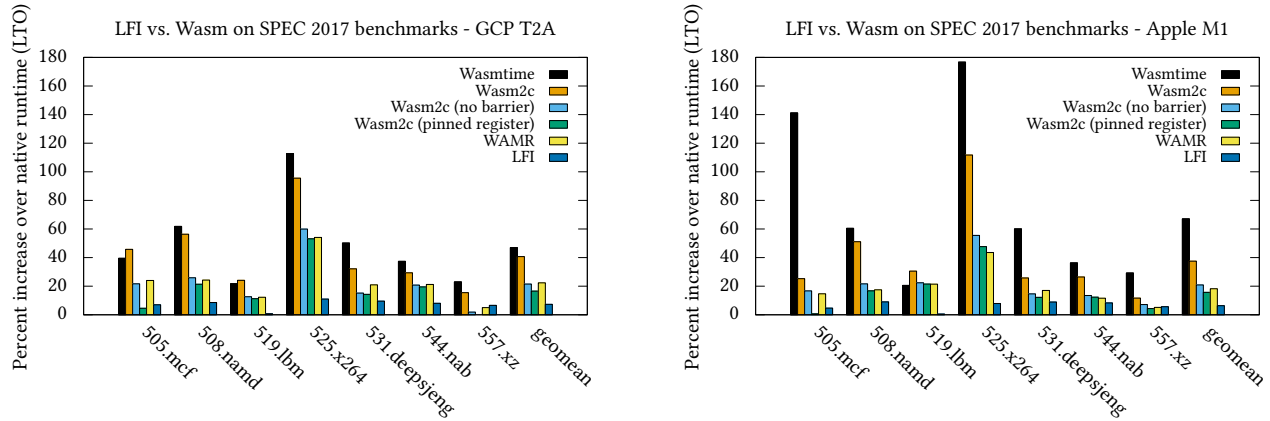 LFI vs. Wasm on SPEC 2017 benchmarks - GCP T2A
Percent increase over native runtime (LTO)
180
160
140
120
100
80
60
40
20
0
Wasmtime
Wasm2c
Wasm2c (no barrier)
Wasm2c (pinned register)
WAMR
LFI
505.mcf
508.namd
519.lbm
525.x264
531.deepsjeng
544.nab
557.xz
geomean
LFI vs. Wasm on SPEC 2017 benchmarks - Apple M1
Percent increase over native runtime (LTO)
180
160
140
120
100
80
60
40
20
0
Wasmtime
Wasm2c
Wasm2c (no barrier)
Wasm2c (pinned register)
WAMR
LFI
505.mcf
508.namd
519.lbm
525.x264
531.deepsjeng
544.nab
557.xz
geomean